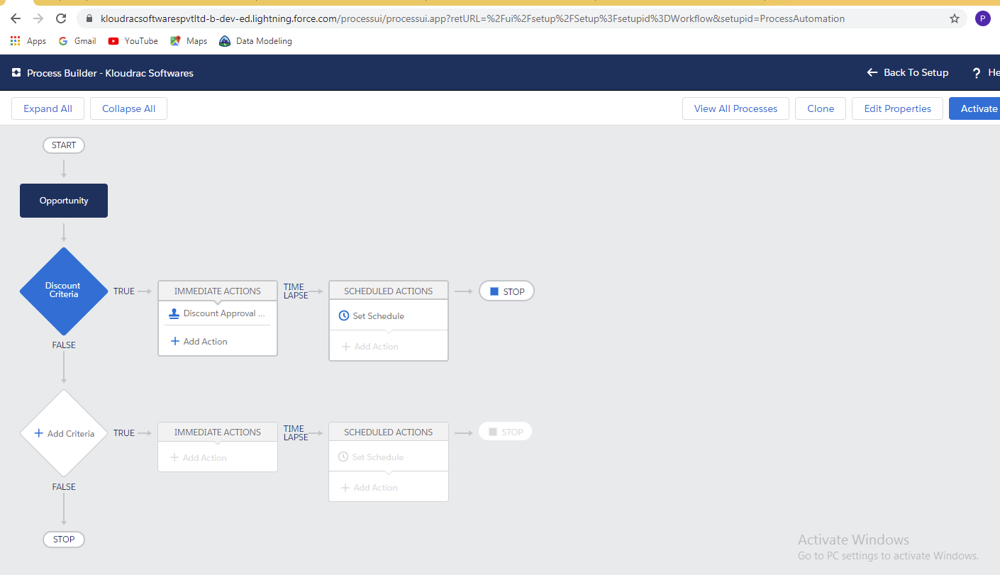 kloudracsoftwarespvtltd-b-dev-ed.lightning.force.com/processui/processui.app?retURL=%2Fui%2Fsetup%2FSetup%3Fsetupid%3DWorkflow&setupid=ProcessAutomation
P
Apps
Gmail
YouTube
Maps
Data Modeling
Process Builder - Kloudrac Softwares
Back To Setup
? He
Expand All
Collapse All
View All Processes
Clone
Edit Properties
Activate
START
Opportunity
Discount
Criteria
TRUE
IMMEDIATE ACTIONS
Discount Approval ...
+ Add Action
TIME
LAPSE
SCHEDULED ACTIONS
Set Schedule
+ Add Action
STOP
FALSE
+ Add Criteria
TRUE
IMMEDIATE ACTIONS
+ Add Action
TIME
LAPSE
SCHEDULED ACTIONS
Set Schedule
+ Add Action
STOP
FALSE
STOP
Activate Windows
Go to PC settings to activate Windows.